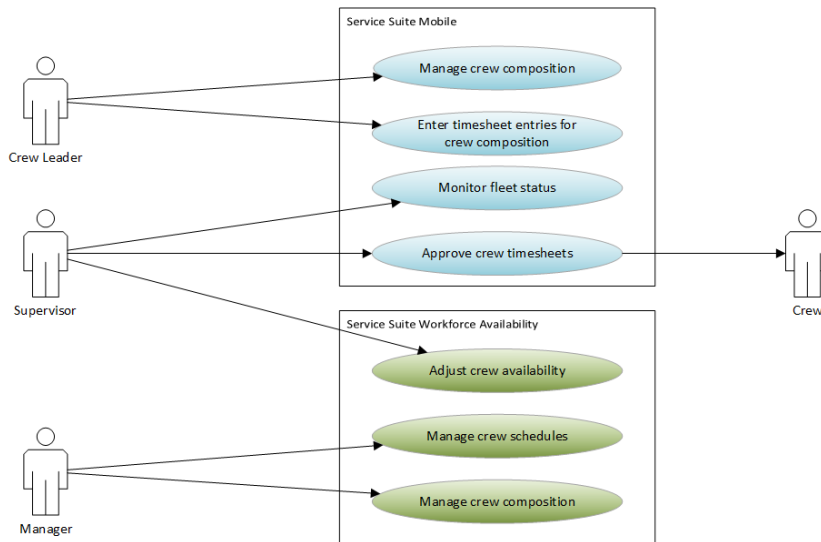 Service Suite Mobile
Manage crew composition
Crew Leader
Enter timesheet entries for
crew composition
Monitor fleet status
Supervisor
Approve crew timesheets
Crew
Service Suite Workforce Availability
Adjust crew availability
Manage crew schedules
Manager
Manage crew composition